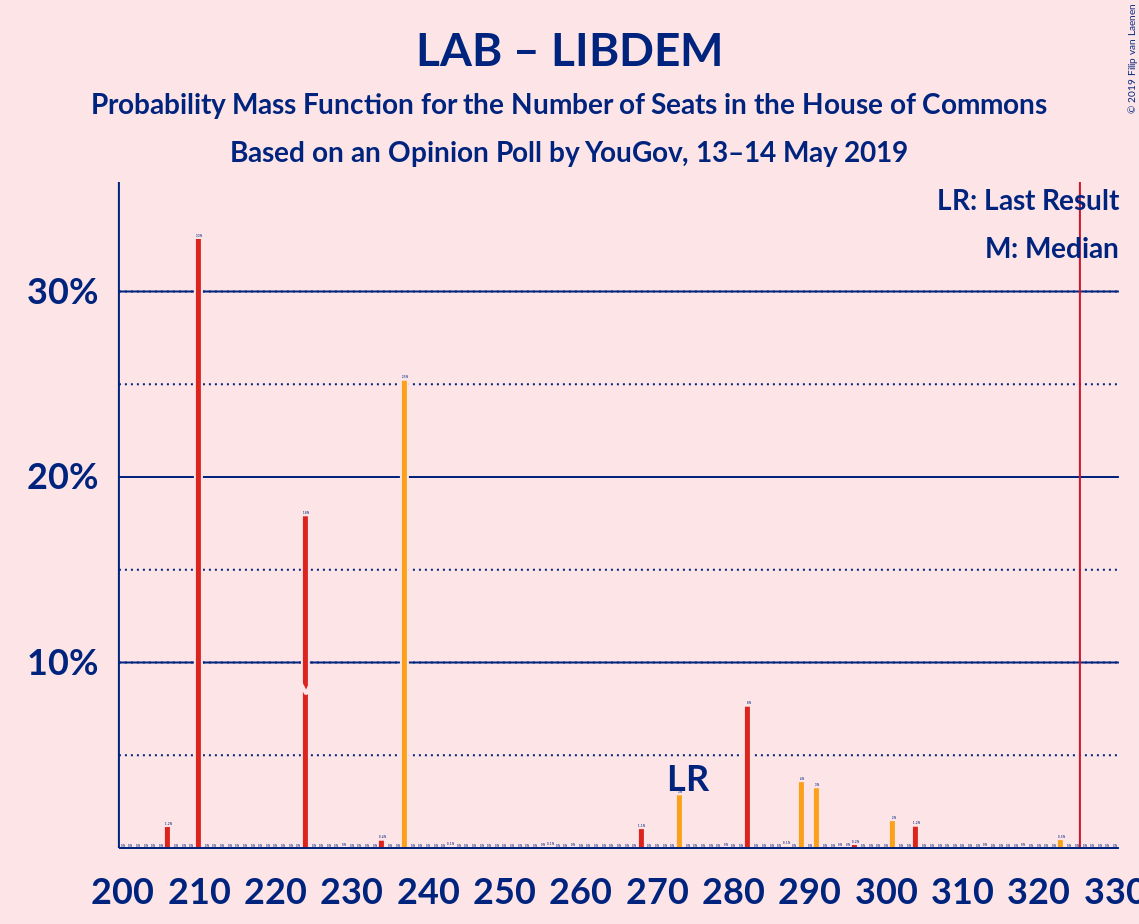 LAB – LIBDEM
Probability Mass Function for the Number of Seats in the House of Commons
Based on an Opinion Poll by YouGov, 13–14 May 2019
© 2019 Filip van Laenen
LR: Last Result
M: Median
30%
20%
10%
LR
200 210 220 230 240 250 260 270 280 290 300 310 320 330